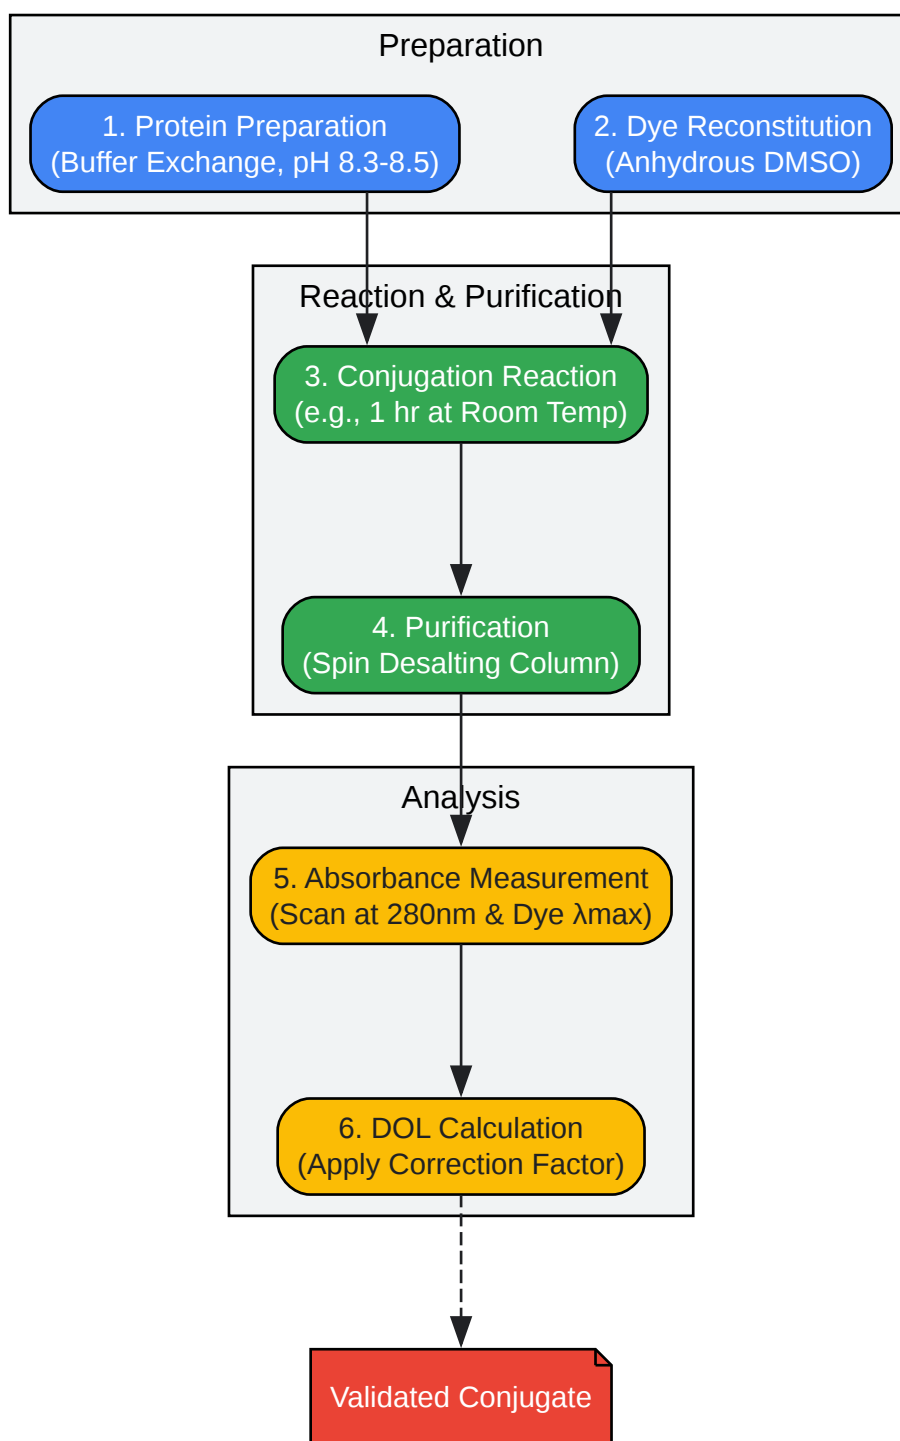 Preparation
1. Protein Preparation
(Buffer Exchange, pH 8.3-8.5)
2. Dye Reconstitution
(Anhydrous DMSO)
Reaction & Purification
3. Conjugation Reaction
(e.g., 1 hr at Room Temp)
4. Purification
(Spin Desalting Column)
Analysis
5. Absorbance Measurement
(Scan at 280nm & Dye λmax)
6. DOL Calculation
(Apply Correction Factor)
Validated Conjugate